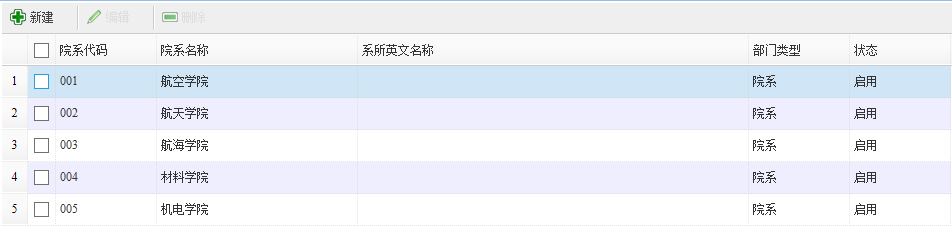 新建 编辑 删除
院系代码 院系名称 系所英文名称 部门类型 状态
1 001 航空学院 院系 启用
2 002 航天学院 院系 启用
3 003 航海学院 院系 启用
4 004 材料学院 院系 启用
5 005 机电学院 院系 启用